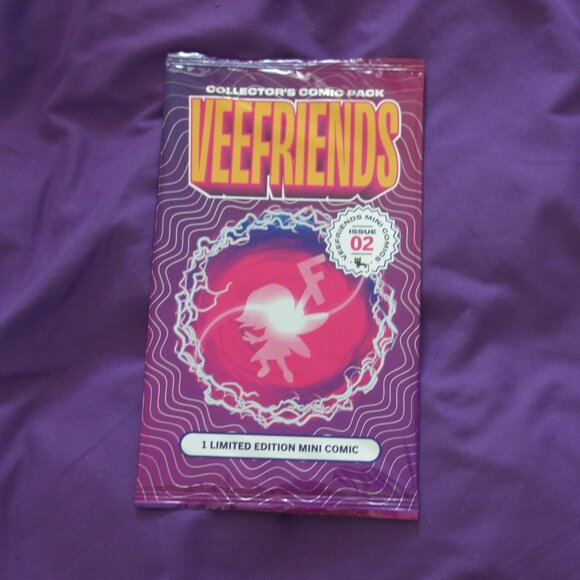 COLLECTOR'S COMIC PACK
VEEFRIENDS
VEEFRIENDS MINI COMICS
ISSUE
02
F
1 LIMITED EDITION MINI COMIC